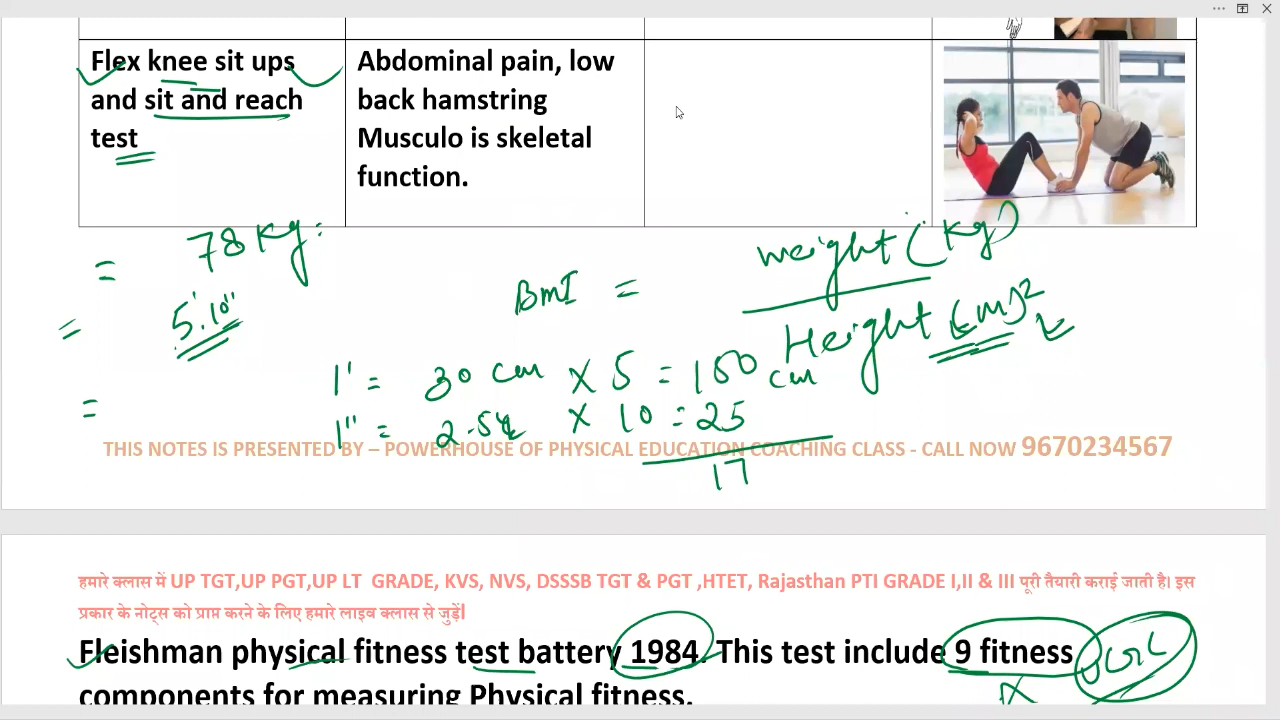 Flex knee sit ups
and sit and reach
test
Abdominal pain, low
back hamstring
Musculo is skeletal
function.
= 78 Kg.
= 5'.10"
BmI = weight (kg)
Height (m)2
1' = 30 cm X 5 = 150 cm
=
1" = 2.54 X 10 = 25
17
THIS NOTES IS PRESENTED BY – POWERHOUSE OF PHYSICAL EDUCATION COACHING CLASS - CALL NOW 9670234567
हमारे क्लास में UP TGT,UP PGT,UP LT GRADE, KVS, NVS, DSSSB TGT & PGT ,HTET, Rajasthan PTI GRADE I,II & III पूरी तैयारी कराई जाती है। इस
प्रकार के नोट्स को प्राप्त करने के लिए हमारे लाइव क्लास से जुड़ें।
Fleishman physical fitness test battery 1984. This test include 9 fitness
components for measuring Physical fitness.